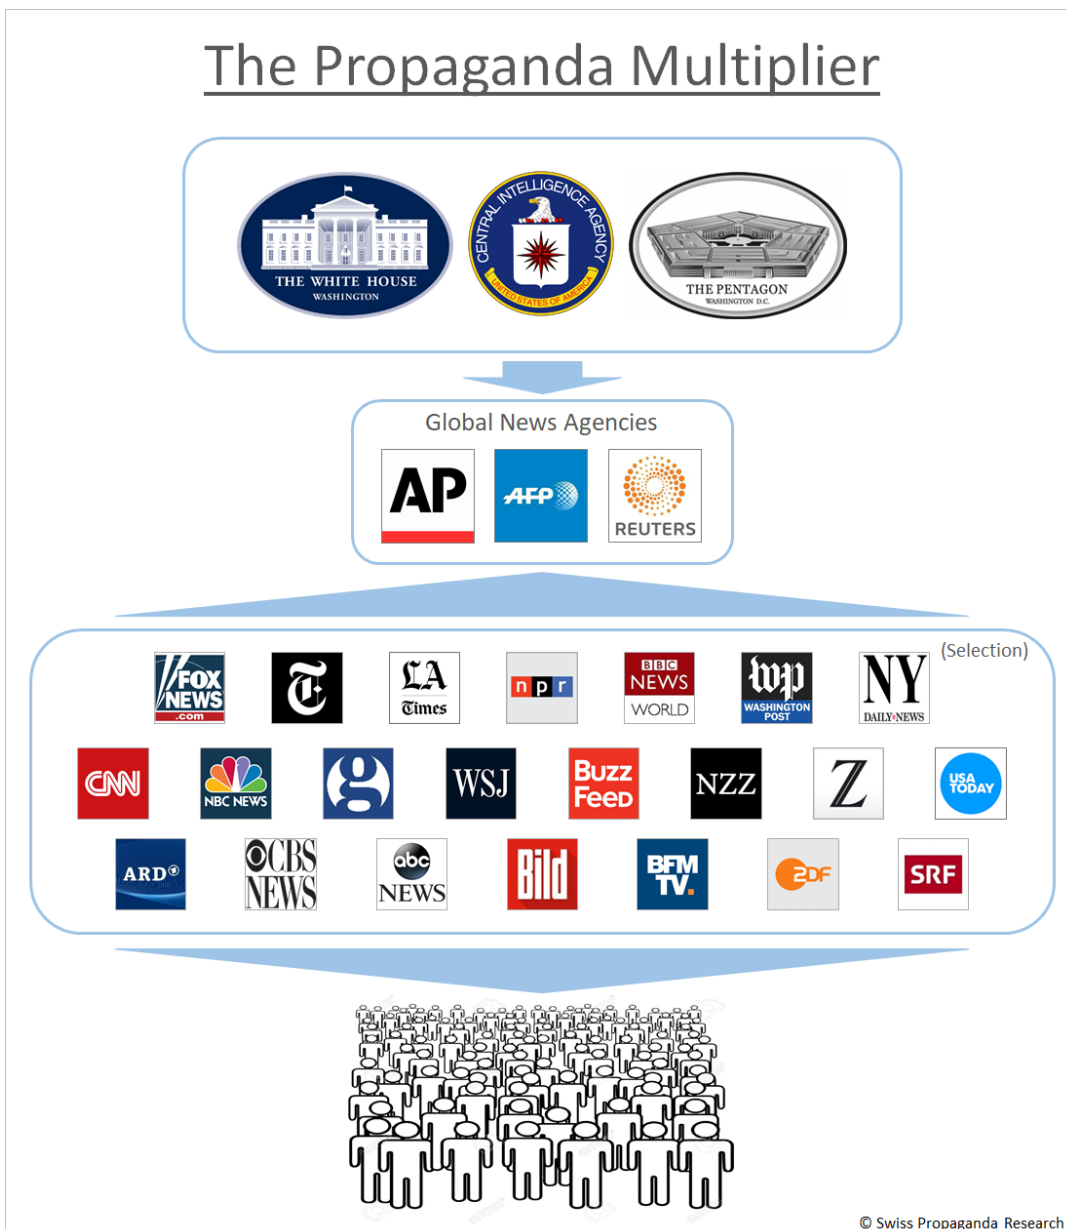 The Propaganda Multiplier
THE WHITE HOUSE
WASHINGTON
CENTRAL INTELLIGENCE AGENCY
UNITED STATES OF AMERICA
THE PENTAGON
WASHINGTON D.C.
Global News Agencies
AP
AFP
REUTERS
(Selection)
FOX
NEWS
.com
T
LA
Times
npr
BBC
NEWS
WORLD
wp
WASHINGTON
POST
NY
DAILY NEWS
CNN
NBC NEWS
g
WSJ
BUZZ
FEED
NZZ
Z
USA
TODAY
ARD
CBS
NEWS
abc
NEWS
Bild
BFM
TV.
2DF
SRF
© Swiss Propaganda Research